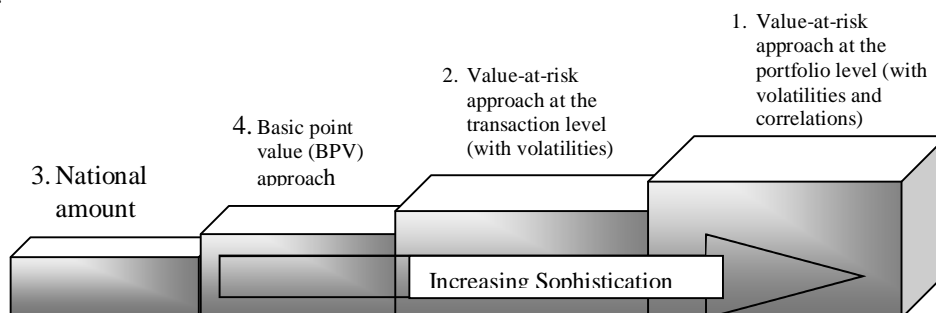 1. Value-at-risk
approach at the
portfolio level (with
volatilities and
correlations)
2. Value-at-risk
approach at the
transaction level
(with volatilities)
4. Basic point
value (BPV)
approach
3. National
amount
Increasing Sophistication